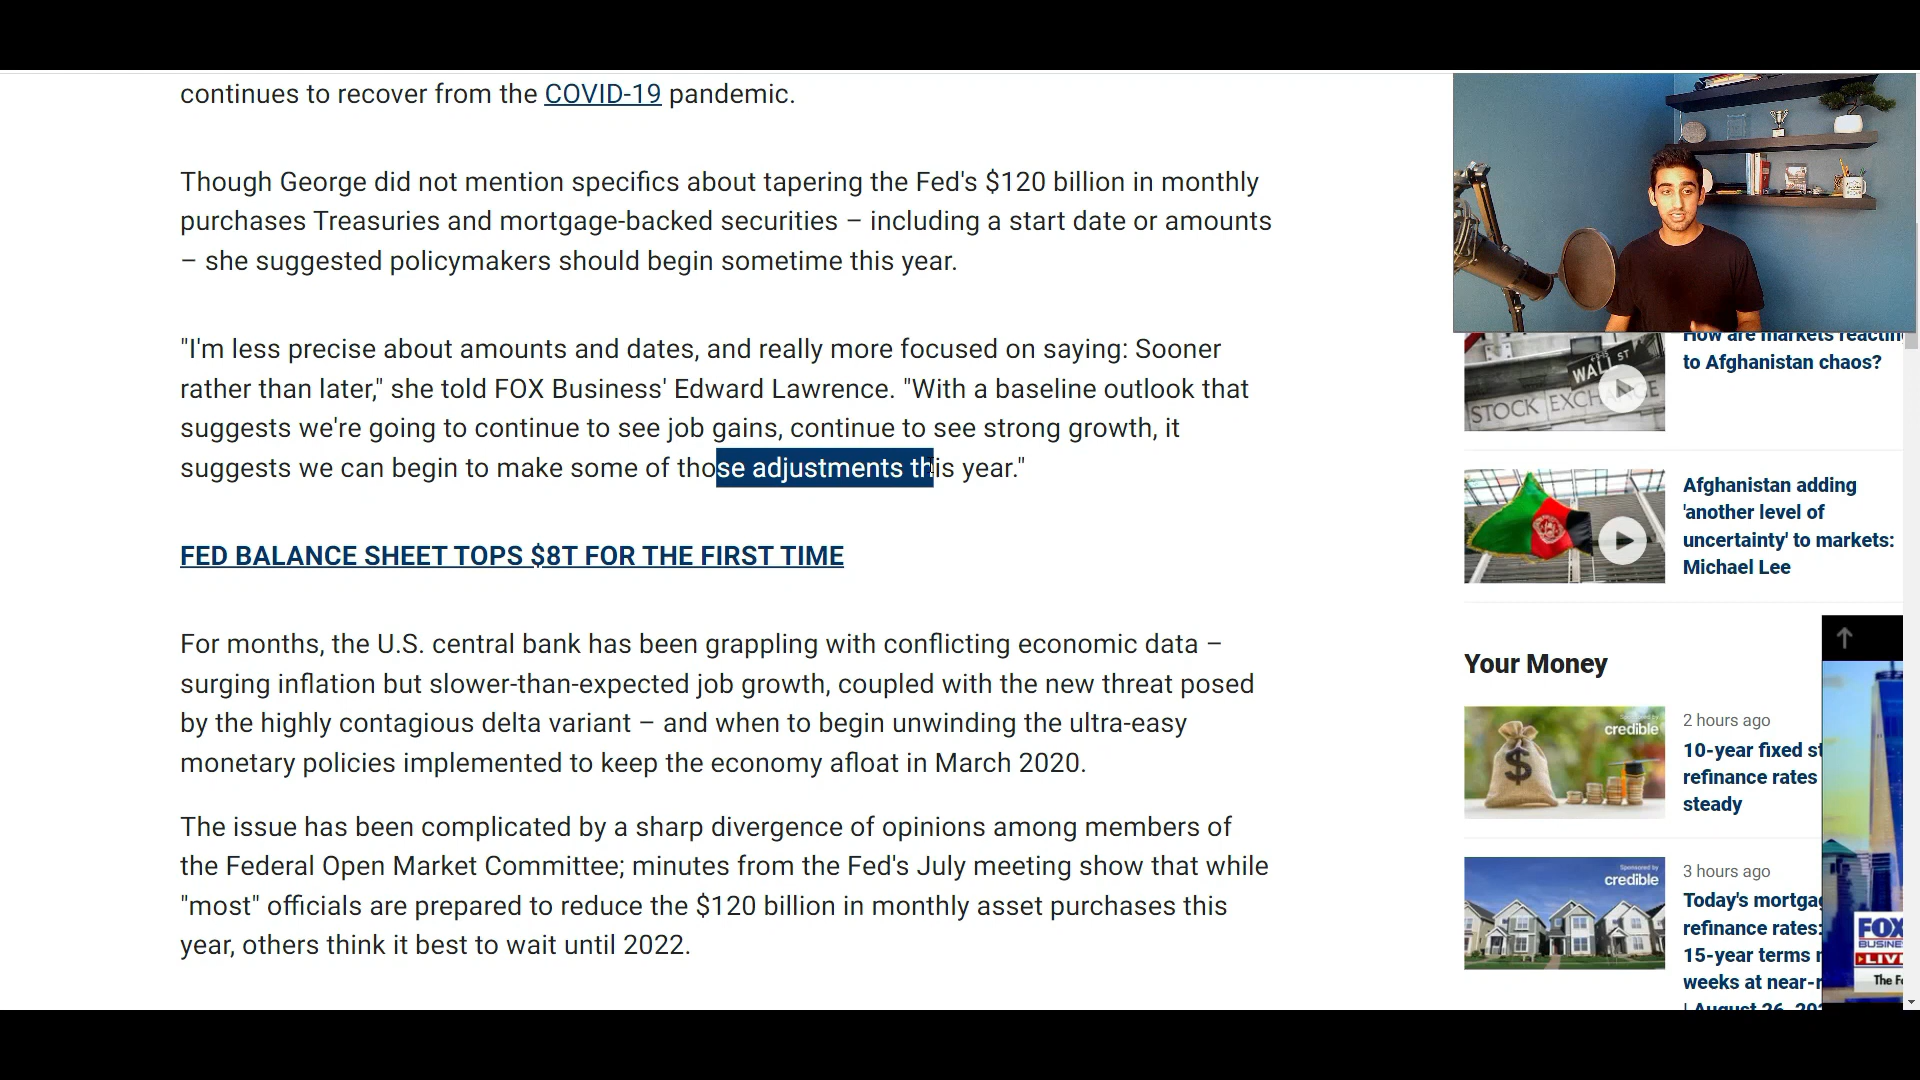 continues to recover from the COVID-19 pandemic.
Though George did not mention specifics about tapering the Fed's $120 billion in monthly
purchases Treasuries and mortgage-backed securities – including a start date or amounts
– she suggested policymakers should begin sometime this year.
"I'm less precise about amounts and dates, and really more focused on saying: Sooner
rather than later," she told FOX Business' Edward Lawrence. "With a baseline outlook that
suggests we're going to continue to see job gains, continue to see strong growth, it
suggests we can begin to make some of those adjustments this year."
FED BALANCE SHEET TOPS $8T FOR THE FIRST TIME
For months, the U.S. central bank has been grappling with conflicting economic data –
surging inflation but slower-than-expected job growth, coupled with the new threat posed
by the highly contagious delta variant – and when to begin unwinding the ultra-easy
monetary policies implemented to keep the economy afloat in March 2020.
The issue has been complicated by a sharp divergence of opinions among members of
the Federal Open Market Committee; minutes from the Fed's July meeting show that while
"most" officials are prepared to reduce the $120 billion in monthly asset purchases this
year, others think it best to wait until 2022.
How are markets
to Afghanistan chaos?
WALL ST
STOCK EXCHANGE
Afghanistan adding
'another level of
uncertainty' to markets:
Michael Lee
Your Money
credible
2 hours ago
10-year fixed
refinance rates
steady
Sponsored by
credible
3 hours ago
Today's
refinance rates:
15-year terms
weeks at
August 26,
FOX
LIVE
The